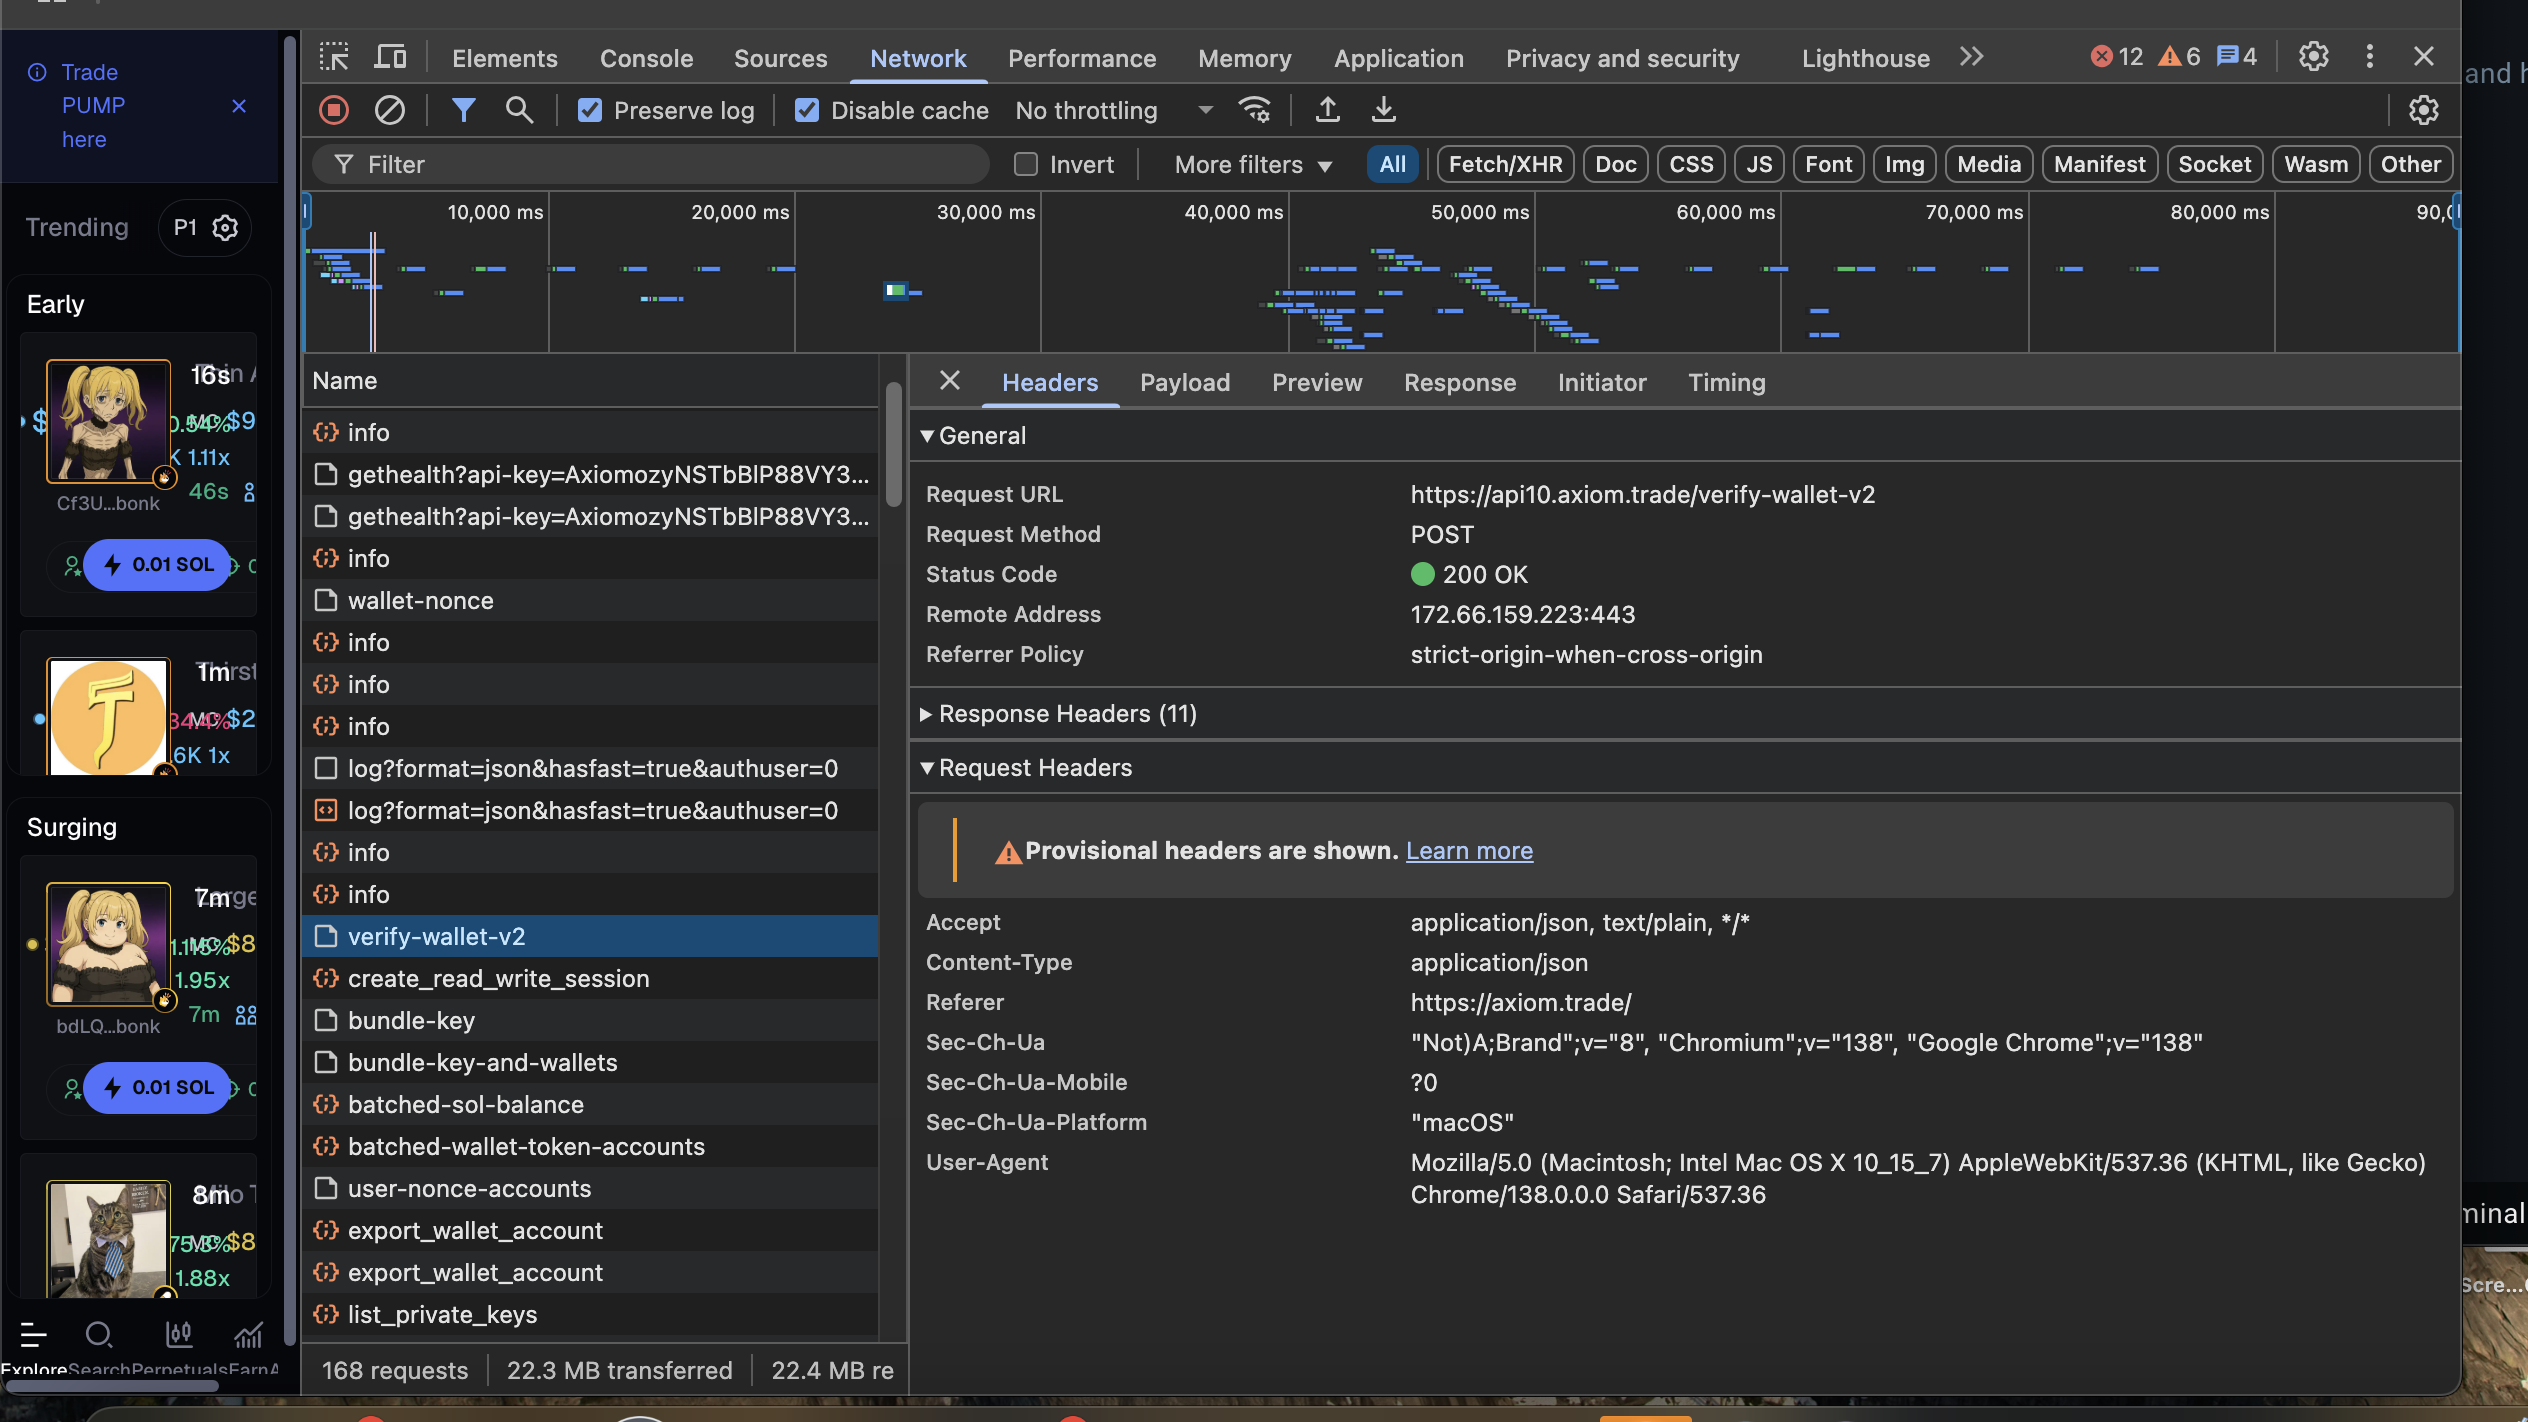 Trade
PUMP
here
Trending
P1
Early
16s
MC $9
0.54%
K 1.11x
46s
Cf3U...bonk
0.01 SOL
1m
34.4%
MC $2
.6K 1x
Surging
7m
MC $8
1.95x
7m
bdLQ...bonk
0.01 SOL
8m
75.3%
MC $8
1.88x
Explore Search Perpetuals Earn
Elements Console Sources Network Performance Memory Application Privacy and security Lighthouse
12 6 4
Preserve log Disable cache No throttling
Filter Invert More filters All Fetch/XHR Doc CSS JS Font Img Media Manifest Socket Wasm Other
10,000 ms 20,000 ms 30,000 ms 40,000 ms 50,000 ms 60,000 ms 70,000 ms 80,000 ms 90,0
Name
info
gethealth?api-key=AxiomozyNSTbBlP88VY3...
gethealth?api-key=AxiomozyNSTbBlP88VY3...
info
wallet-nonce
info
info
info
log?format=json&hasfast=true&authuser=0
log?format=json&hasfast=true&authuser=0
info
info
verify-wallet-v2
create_read_write_session
bundle-key
bundle-key-and-wallets
batched-sol-balance
batched-wallet-token-accounts
user-nonce-accounts
export_wallet_account
export_wallet_account
list_private_keys
168 requests 22.3 MB transferred 22.4 MB re
Headers Payload Preview Response Initiator Timing
General
Request URL https://api10.axiom.trade/verify-wallet-v2
Request Method POST
Status Code 200 OK
Remote Address 172.66.159.223:443
Referrer Policy strict-origin-when-cross-origin
Response Headers (11)
Request Headers
Provisional headers are shown. Learn more
Accept application/json, text/plain, */*
Content-Type application/json
Referer https://axiom.trade/
Sec-Ch-Ua "Not)A;Brand";v="8", "Chromium";v="138", "Google Chrome";v="138"
Sec-Ch-Ua-Mobile ?0
Sec-Ch-Ua-Platform "macOS"
User-Agent Mozilla/5.0 (Macintosh; Intel Mac OS X 10_15_7) AppleWebKit/537.36 (KHTML, like Gecko)
Chrome/138.0.0.0 Safari/537.36
and h
minal
Scre...